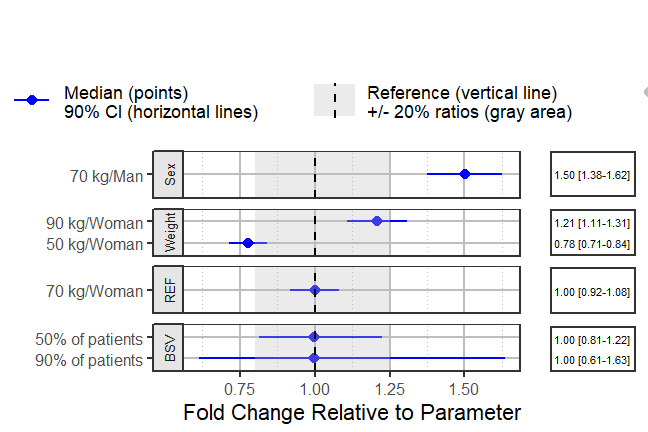 Median (points)
90% CI (horizontal lines)
Reference (vertical line)
+/- 20% ratios (gray area)
70 kg/Man
Sex
1.50 [1.38-1.62]
90 kg/Woman
50 kg/Woman
Weight
1.21 [1.11-1.31]
0.78 [0.71-0.84]
70 kg/Woman
REF
1.00 [0.92-1.08]
50% of patients
90% of patients
BSV
1.00 [0.81-1.22]
1.00 [0.61-1.63]
0.75 1.00 1.25 1.50
Fold Change Relative to Parameter